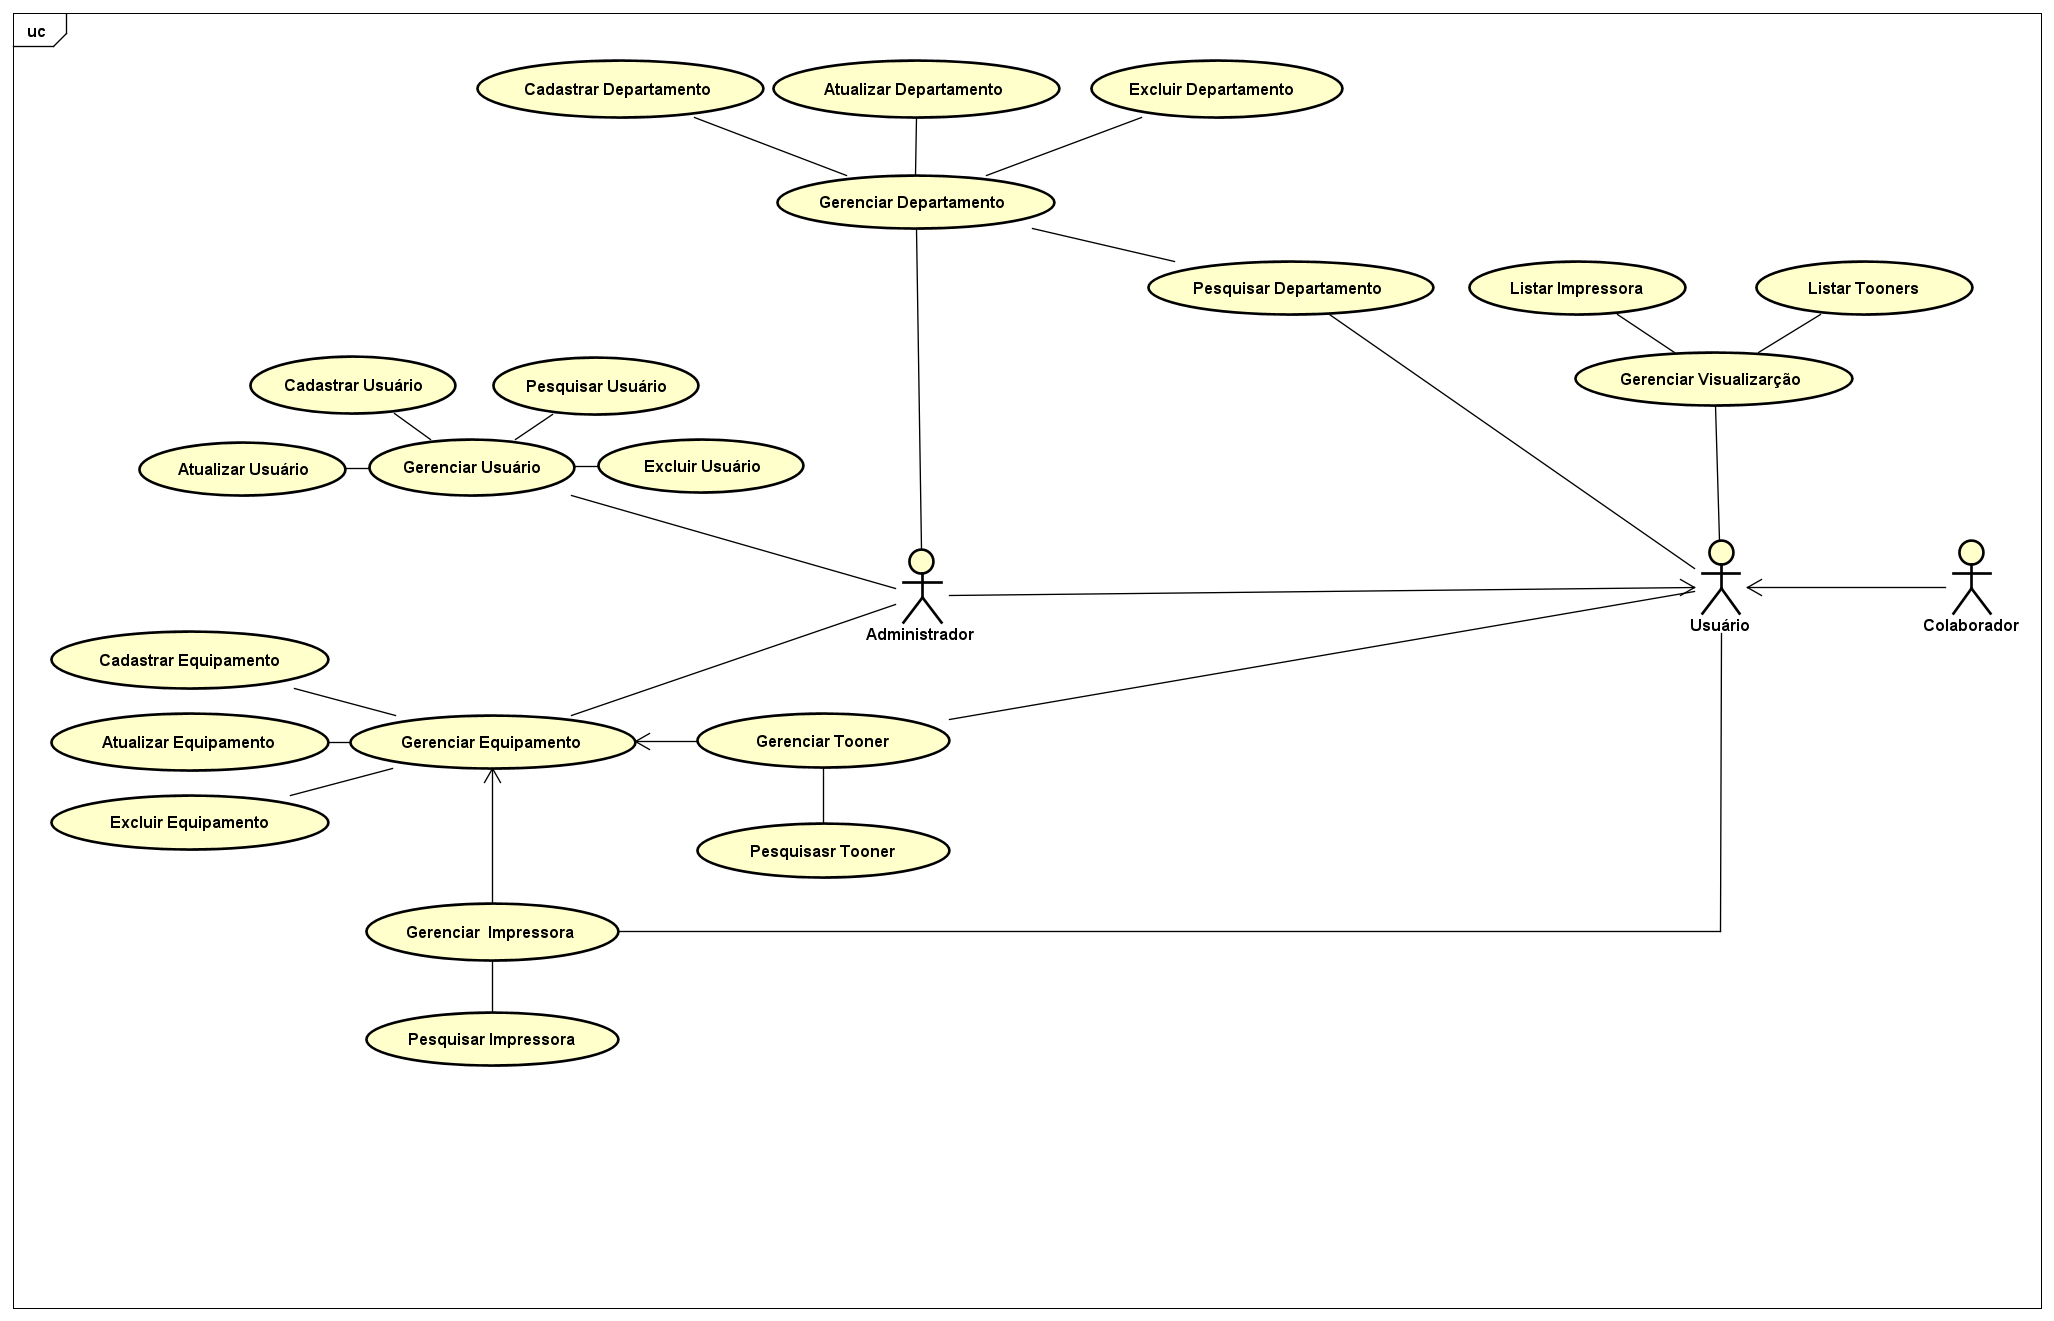 uc
Cadastrar Departamento
Atualizar Departamento
Excluir Departamento
Gerenciar Departamento
Pesquisar Departamento
Listar Impressora
Listar Tooners
Gerenciar Visualizarção
Cadastrar Usuário
Pesquisar Usuário
Atualizar Usuário
Gerenciar Usuário
Excluir Usuário
Administrador
Usuário
Colaborador
Cadastrar Equipamento
Atualizar Equipamento
Gerenciar Equipamento
Gerenciar Tooner
Excluir Equipamento
Pesquisasr Tooner
Gerenciar  Impressora
Pesquisar Impressora